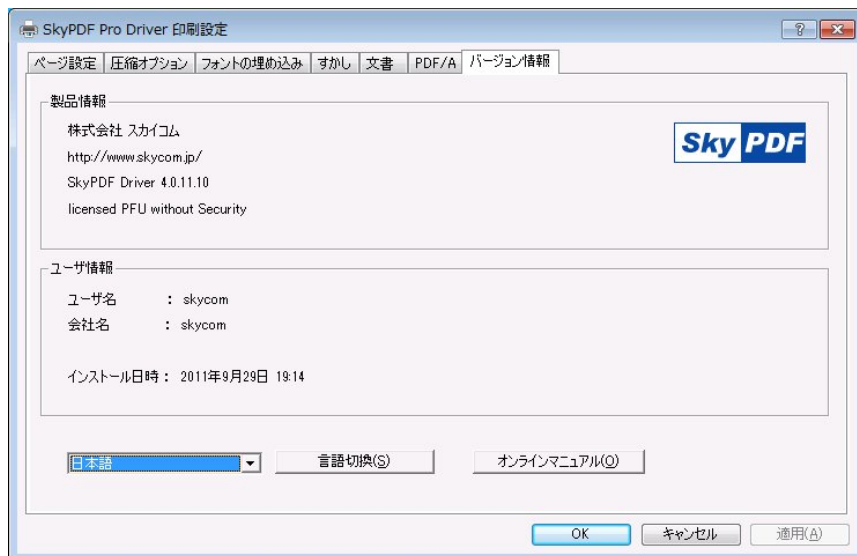 SkyPDF Pro Driver 印刷設定
ページ設定 圧縮オプション フォントの埋め込み すかし 文書 PDF/A バージョン情報
製品情報
株式会社 スカイコム
Sky PDF
http://www.skycom.jp/
SkyPDF Driver 4.0.11.10
licensed PFU without Security
ユーザ情報
ユーザ名 : skycom
会社名 : skycom
インストール日時 : 2011年9月29日 19:14
日本語 言語切換(S) オンラインマニュアル(O)
OK キャンセル 適用(A)